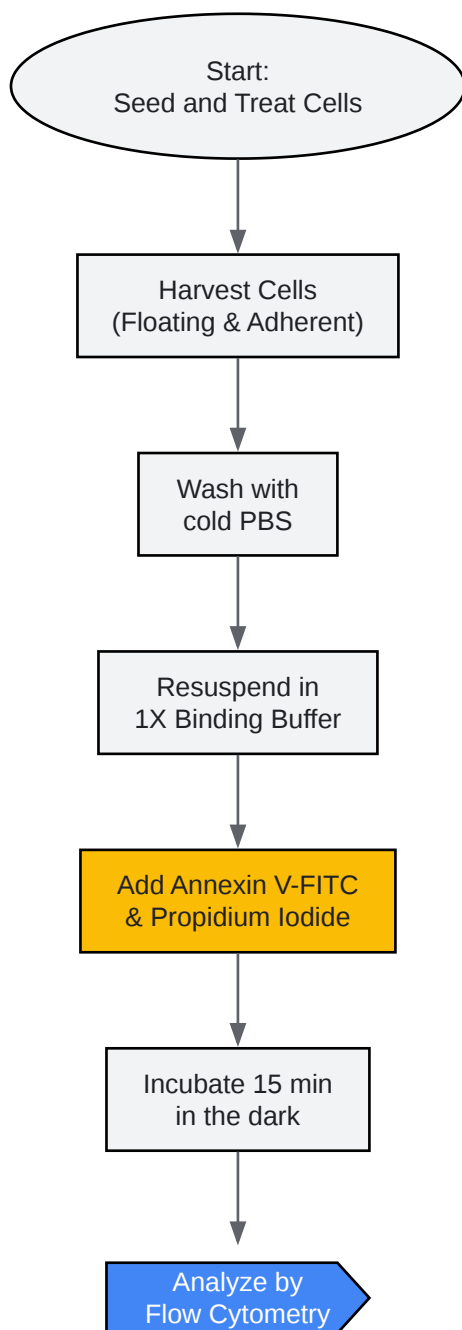 Start:
Seed and Treat Cells
Harvest Cells
(Floating & Adherent)
Wash with
cold PBS
Resuspend in
1X Binding Buffer
Add Annexin V-FITC
& Propidium Iodide
Incubate 15 min
in the dark
Analyze by
Flow Cytometry